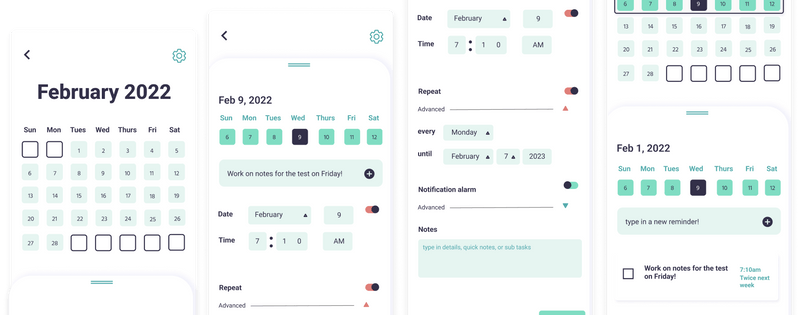 February 2022
Sun Mon Tues Wed Thurs Fri Sat
1 2 3 4 5
6 7 8 9 10 11 12
13 14 15 16 17 18 19
20 21 22 23 24 25 26
27 28
Feb 9, 2022
Sun Mon Tues Wed Thurs Fri Sat
6 7 8 9 10 11 12
Work on notes for the test on Friday!
Date February 9
Time 7 : 1 0 AM
Repeat
Advanced
Date February 9
Time 7 : 1 0 AM
Repeat
Advanced
every Monday
until February 7 2023
Notification alarm
Advanced
Notes
type in details, quick notes, or sub tasks
6 7 8 9 10 11 12
13 14 15 16 17 18 19
20 21 22 23 24 25 26
27 28
Feb 1, 2022
Sun Mon Tues Wed Thurs Fri Sat
6 7 8 9 10 11 12
type in a new reminder!
Work on notes for the test
on Friday!
7:10am
Twice next
week